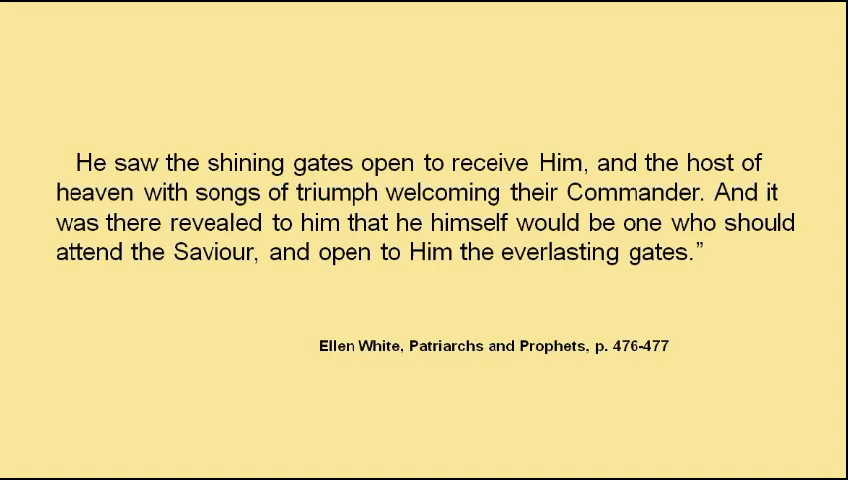 He saw the shining gates open to receive Him, and the host of
heaven with songs of triumph welcoming their Commander. And it
was there revealed to him that he himself would be one who should
attend the Saviour, and open to Him the everlasting gates.”
Ellen White, Patriarchs and Prophets, p. 476-477